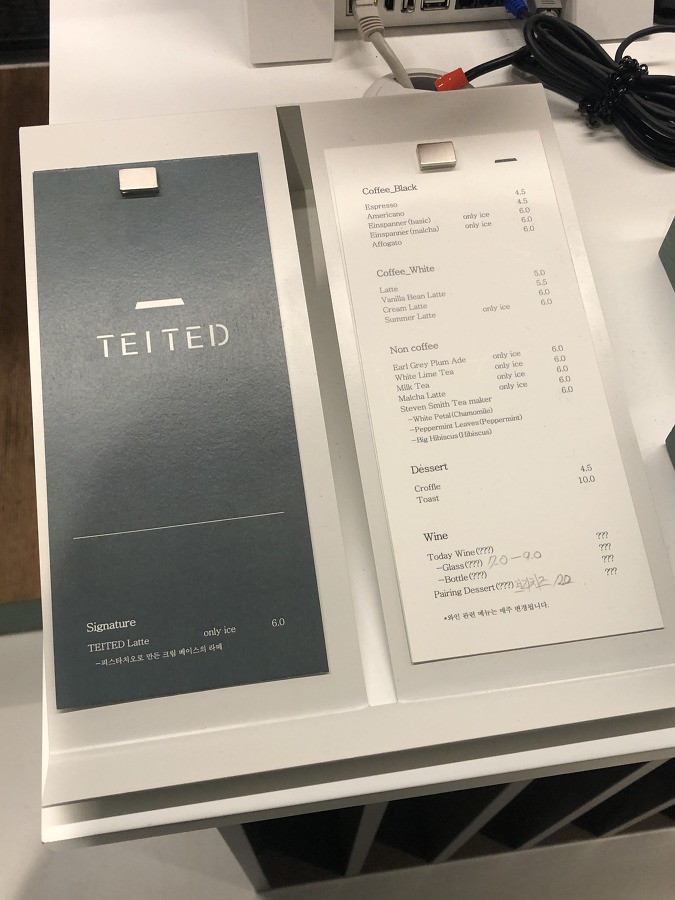 TEITED
Signature
TEITED Latte only ice 6.0
-피스타치오로 만든 크림 베이스의 라떼
Coffee_Black
Espresso 4.5
Americano 4.5
Einspanner(basic) only ice 6.0
Einspanner(malcha) only ice 6.0
Affogato 6.0
Coffee_White
Latte 5.0
Vanilla Bean Latte 5.5
Cream Latte 6.0
Summer Latte only ice 6.0
Non coffee
Earl Grey Plum Ade only ice 6.0
White Lime Tea only ice 6.0
Milk Tea only ice 6.0
Malcha Latte only ice 6.0
Steven Smith Tea maker 6.0
-White Petal(Chamomile)
-Peppermint Leaves(Peppermint)
-Big Hibiscus(Hibiscus)
Dessert
Croffle 4.5
Toast 10.0
Wine
Today Wine(???) ???
-Glass(???) 7.0-9.0 ???
-Bottle(???) ???
Pairing Dessert(???) ???
*와인 관련 메뉴는 매주 변경됩니다.